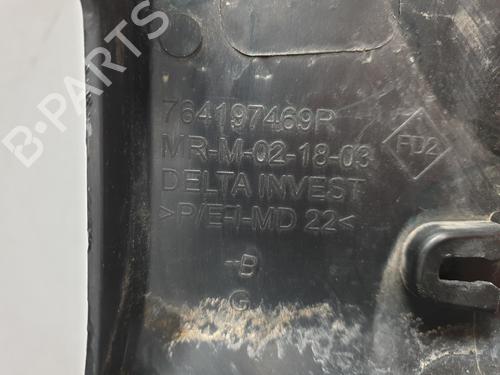 B-PARTS
764197469R
MR-M-02-18-03
FD2
DELTA INVEST
>P/E-I-MD 22<
B
G